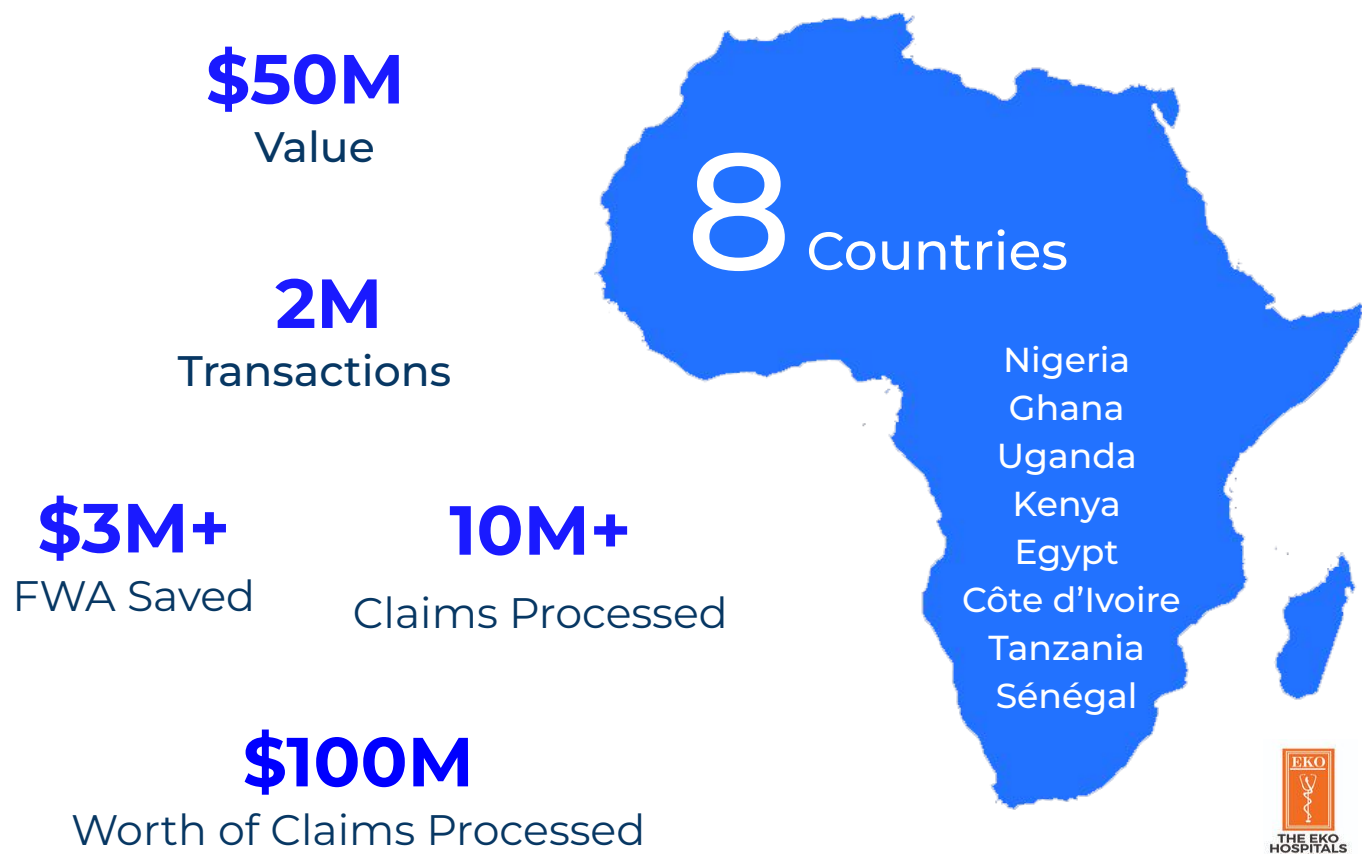 $50M
Value
2M
Transactions
$3M+
FWA Saved
10M+
Claims Processed
$100M
Worth of Claims Processed
8 Countries
Nigeria
Ghana
Uganda
Kenya
Egypt
Côte d’Ivoire
Tanzania
Sénégal
EKO
THE EKO
HOSPITALS